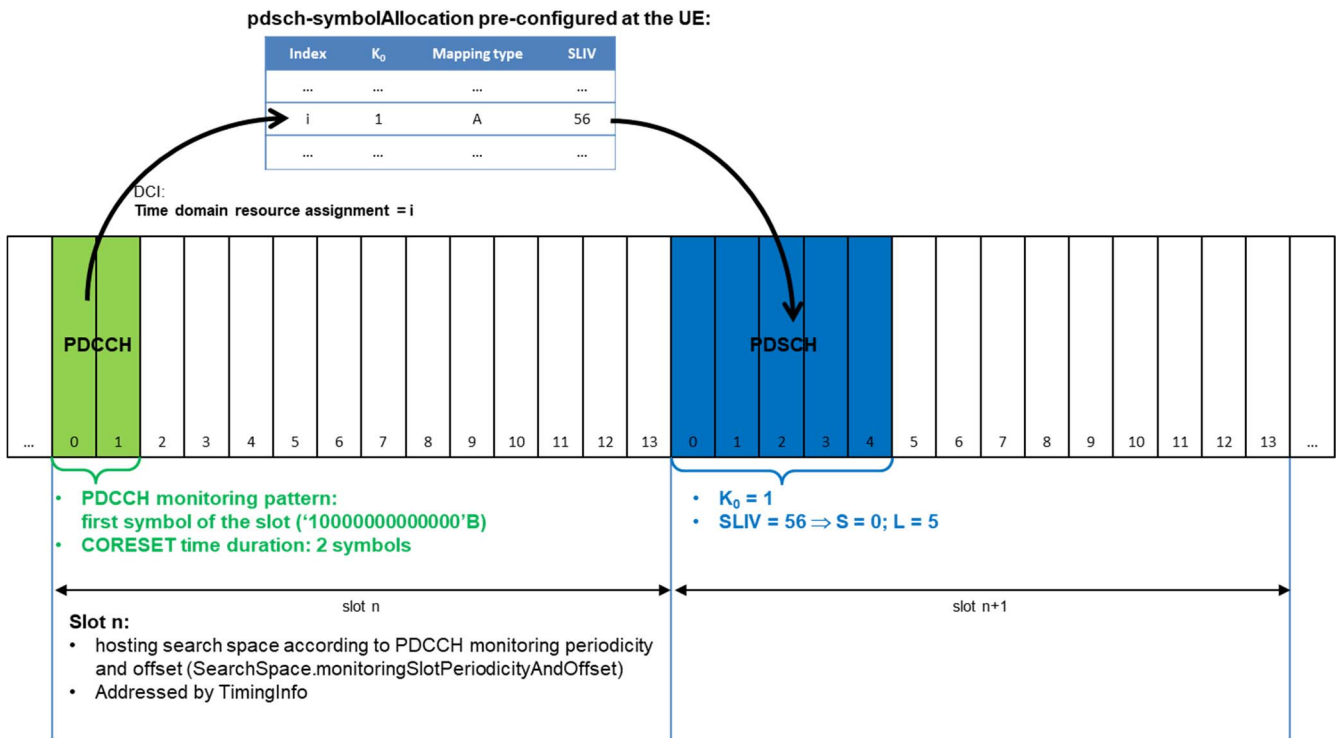 pdsch-symbolAllocation pre-configured at the UE:
Index K₀ Mapping type SLIV
... ... ... ...
i 1 A 56
... ... ... ...
DCI:
Time domain resource assignment = i
PDCCH PDSCH
... 0 1 2 3 4 5 6 7 8 9 10 11 12 13 0 1 2 3 4 5 6 7 8 9 10 11 12 13 ...
• PDCCH monitoring pattern:
first symbol of the slot (‘10000000000000’B)
• CORESET time duration: 2 symbols
• K₀ = 1
• SLIV = 56 ⇒ S = 0; L = 5
slot n slot n+1
Slot n:
• hosting search space according to PDCCH monitoring periodicity
and offset (SearchSpace.monitoringSlotPeriodicityAndOffset)
• Addressed by TimingInfo